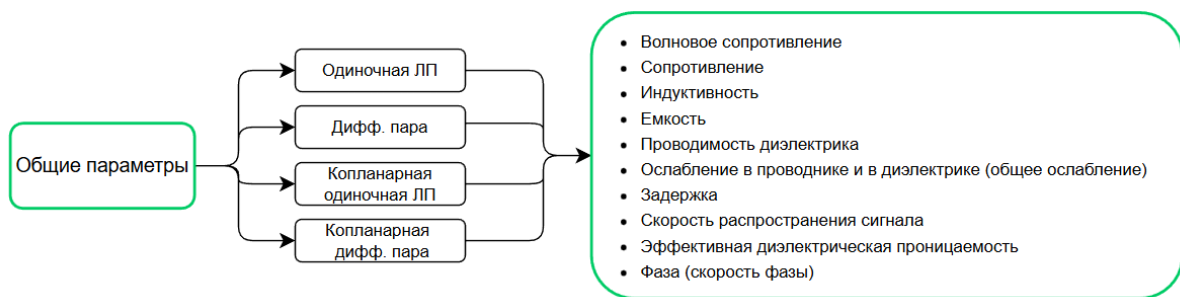 Общие параметры
Одиночная ЛП
Дифф. пара
Копланарная
одиночная ЛП
Копланарная
дифф. пара
• Волновое сопротивление
• Сопротивление
• Индуктивность
• Емкость
• Проводимость диэлектрика
• Ослабление в проводнике и в диэлектрике (общее ослабление)
• Задержка
• Скорость распространения сигнала
• Эффективная диэлектрическая проницаемость
• Фаза (скорость фазы)